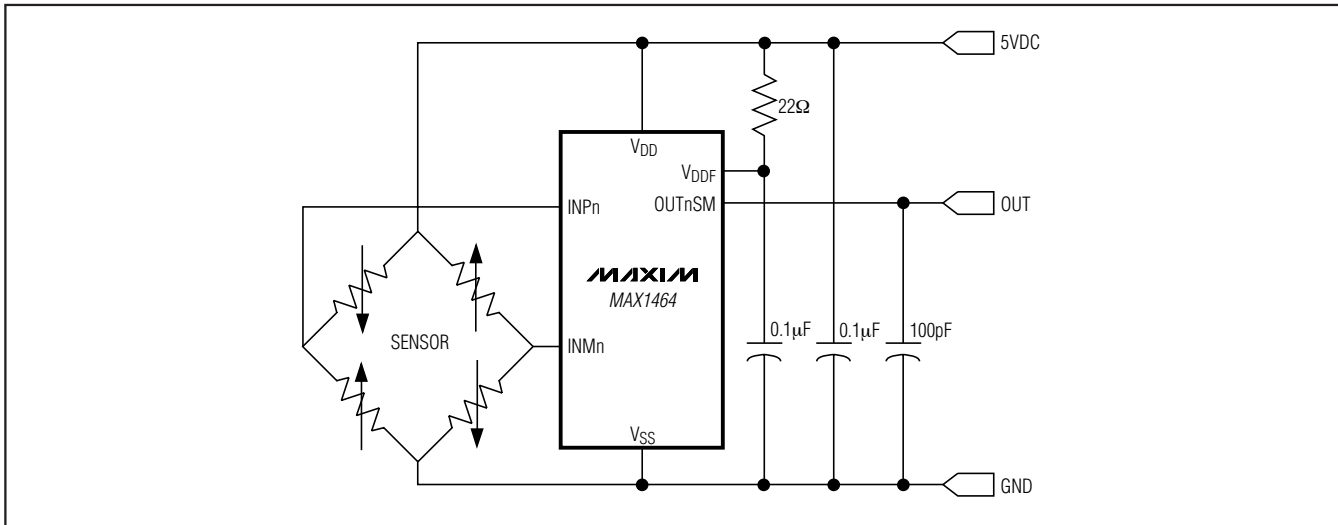 5VDC
22Ω
VDD
VDDF
INPn
OUTnSM
OUT
MAXIM
MAX1464
SENSOR
INMn
0.1μF
0.1μF
100pF
VSS
GND